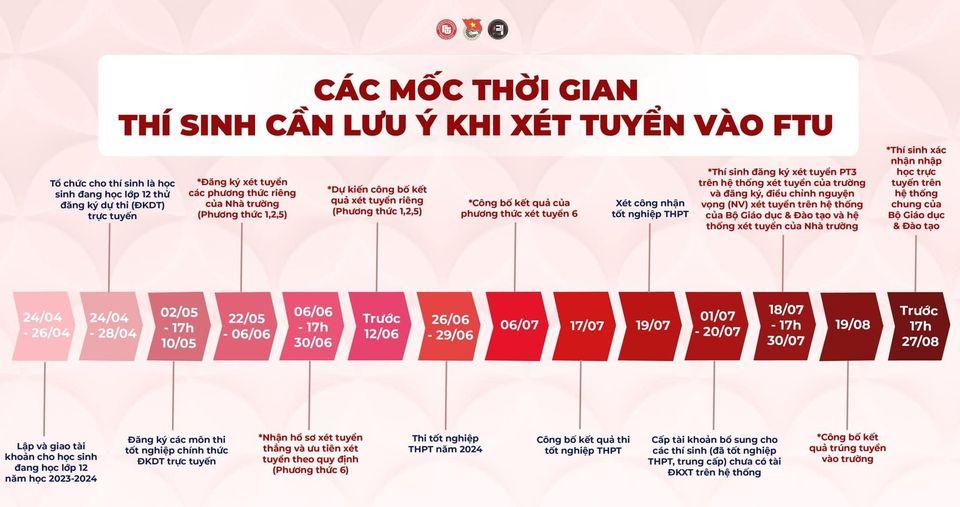 CÁC MỐC THỜI GIAN
THÍ SINH CẦN LƯU Ý KHI XÉT TUYỂN VÀO FTU
Tổ chức cho thí sinh là học
sinh đang học lớp 12 thử
đăng ký dự thi (ĐKDT)
trực tuyến
*Đăng ký xét tuyển
các phương thức riêng
của Nhà trường
(Phương thức 1,2,5)
*Dự kiến công bố kết
quả xét tuyển riêng
(Phương thức 1,2,5)
*Công bố kết quả của
phương thức xét tuyển 6
Xét công nhận
tốt nghiệp THPT
*Thí sinh đăng ký xét tuyển PT3
trên hệ thống xét tuyển của trường
và đăng ký, điều chỉnh nguyện
vọng (NV) xét tuyển trên hệ thống
của Bộ Giáo dục & Đào tạo và hệ
thống xét tuyển của Nhà trường
*Thí sinh xác
nhận nhập
học trực
tuyến trên
hệ thống
chung của
Bộ Giáo dục
& Đào tạo
24/04
- 26/04
24/04
- 28/04
02/05
- 17h
10/05
22/05
- 06/06
06/06
- 17h
30/06
Trước
12/06
26/06
- 29/06
06/07
17/07
19/07
01/07
- 20/07
18/07
- 17h
30/07
19/08
Trước
17h
27/08
Lập và giao tài
khoản cho học sinh
đang học lớp 12
năm học 2023-2024
Đăng ký các môn thi
tốt nghiệp chính thức
ĐKDT trực tuyến
*Nhận hồ sơ xét tuyển
thẳng và ưu tiên xét
tuyển theo quy định
(Phương thức 6)
Thi tốt nghiệp
THPT năm 2024
Công bố kết quả thi
tốt nghiệp THPT
Cấp tài khoản bổ sung cho
các thí sinh (đã tốt nghiệp
THPT, trung cấp) chưa có tài
ĐKXT trên hệ thống
*Công bố kết
quả trúng tuyển
vào trường